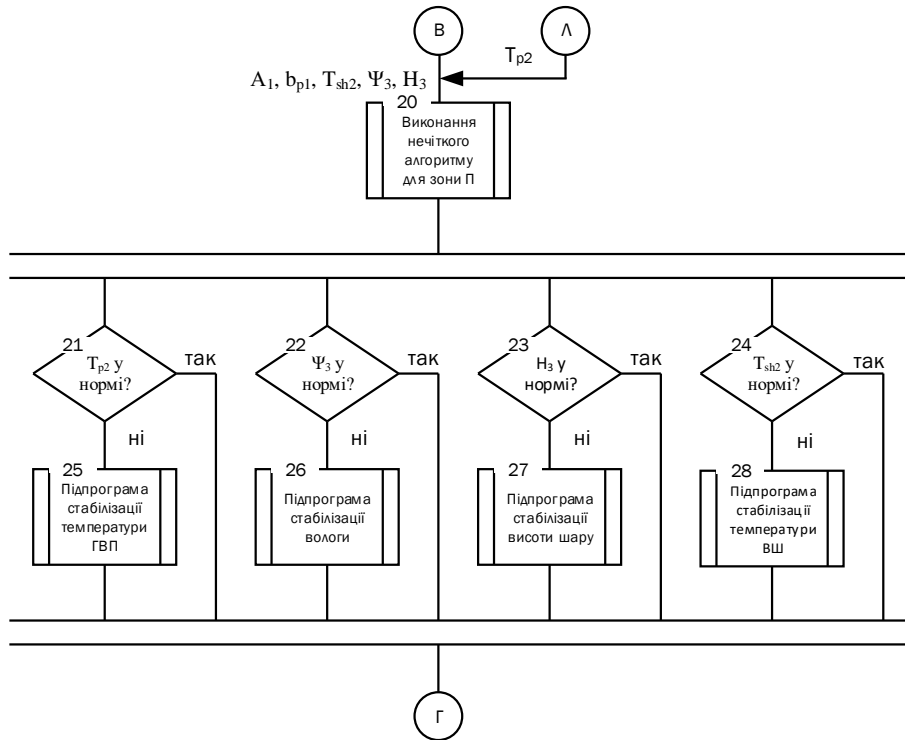 В
Λ
Tp2
A1, bp1, Tsh2, Ψ3, H3
20
Виконання
нечіткого
алгоритму
для зони П
21
Tp2 у
нормі?
так
ні
22
Ψ3 у
нормі?
так
ні
23
H3 у
нормі?
так
ні
24
Tsh2 у
нормі?
так
ні
25
Підпрограма
стабілізації
температури
ГВП
26
Підпрограма
стабілізації
вологи
27
Підпрограма
стабілізації
висоти шару
28
Підпрограма
стабілізації
температури
ВШ
Г